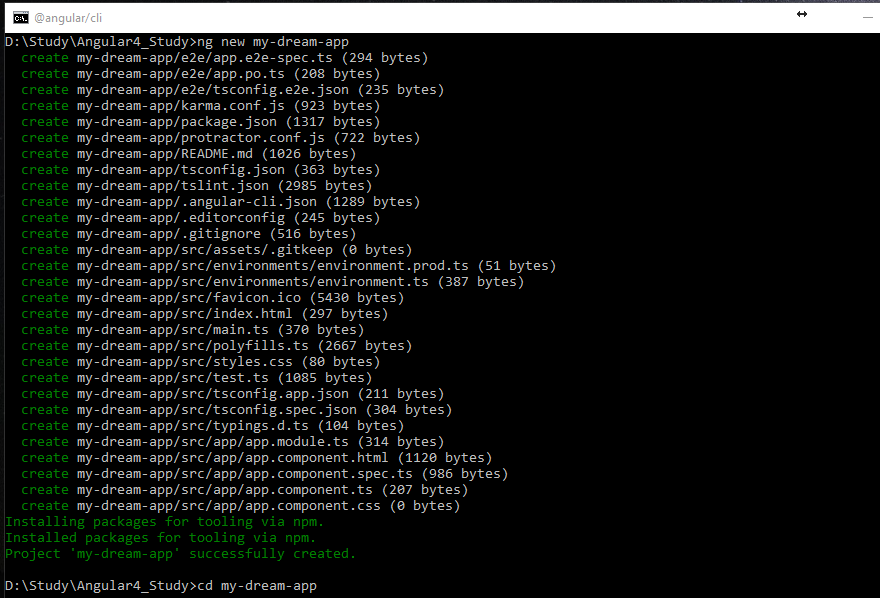 @angular/cli
D:\Study\Angular4_Study>ng new my-dream-app
create my-dream-app/e2e/app.e2e-spec.ts (294 bytes)
create my-dream-app/e2e/app.po.ts (208 bytes)
create my-dream-app/e2e/tsconfig.e2e.json (235 bytes)
create my-dream-app/karma.conf.js (923 bytes)
create my-dream-app/package.json (1317 bytes)
create my-dream-app/protractor.conf.js (722 bytes)
create my-dream-app/README.md (1026 bytes)
create my-dream-app/tsconfig.json (363 bytes)
create my-dream-app/tslint.json (2985 bytes)
create my-dream-app/.angular-cli.json (1289 bytes)
create my-dream-app/.editorconfig (245 bytes)
create my-dream-app/.gitignore (516 bytes)
create my-dream-app/src/assets/.gitkeep (0 bytes)
create my-dream-app/src/environments/environment.prod.ts (51 bytes)
create my-dream-app/src/environments/environment.ts (387 bytes)
create my-dream-app/src/favicon.ico (5430 bytes)
create my-dream-app/src/index.html (297 bytes)
create my-dream-app/src/main.ts (370 bytes)
create my-dream-app/src/polyfills.ts (2667 bytes)
create my-dream-app/src/styles.css (80 bytes)
create my-dream-app/src/test.ts (1085 bytes)
create my-dream-app/src/tsconfig.app.json (211 bytes)
create my-dream-app/src/tsconfig.spec.json (304 bytes)
create my-dream-app/src/typings.d.ts (104 bytes)
create my-dream-app/src/app/app.module.ts (314 bytes)
create my-dream-app/src/app/app.component.html (1120 bytes)
create my-dream-app/src/app/app.component.spec.ts (986 bytes)
create my-dream-app/src/app/app.component.ts (207 bytes)
create my-dream-app/src/app/app.component.css (0 bytes)
Installing packages for tooling via npm.
Installed packages for tooling via npm.
Project 'my-dream-app' successfully created.
D:\Study\Angular4_Study>cd my-dream-app